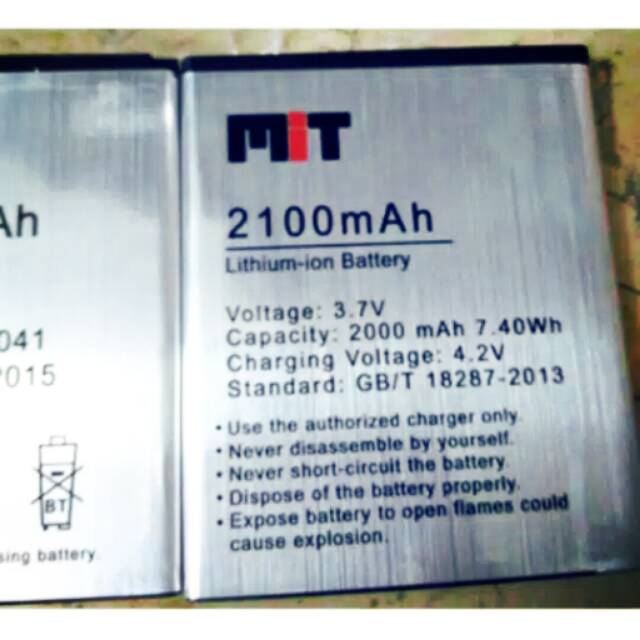 Ah
041
2015
BT
sing battery.
MiT
2100mAh
Lithium-ion Battery
Voltage: 3.7V
Capacity: 2000 mAh 7.40Wh
Charging Voltage: 4.2V
Standard: GB/T 18287-2013
• Use the authorized charger only.
• Never disassemble by yourself.
• Never short-circuit the battery.
• Dispose of the battery properly.
• Expose battery to open flames could
cause explosion.